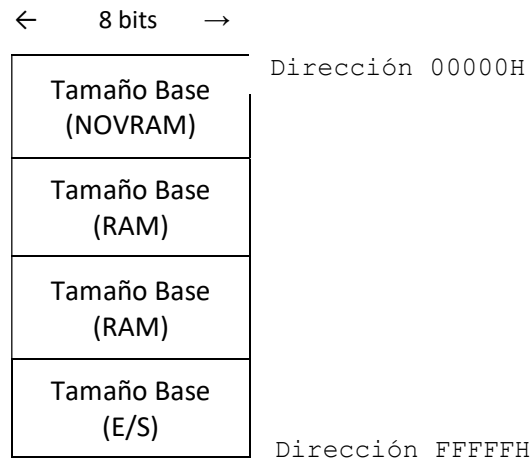 ← 8 bits →
Dirección 00000H
Tamaño Base
(NOVRAM)
Tamaño Base
(RAM)
Tamaño Base
(RAM)
Tamaño Base
(E/S)
Dirección FFFFFH